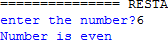 =============== RESTA
enter the number?6
Number is even